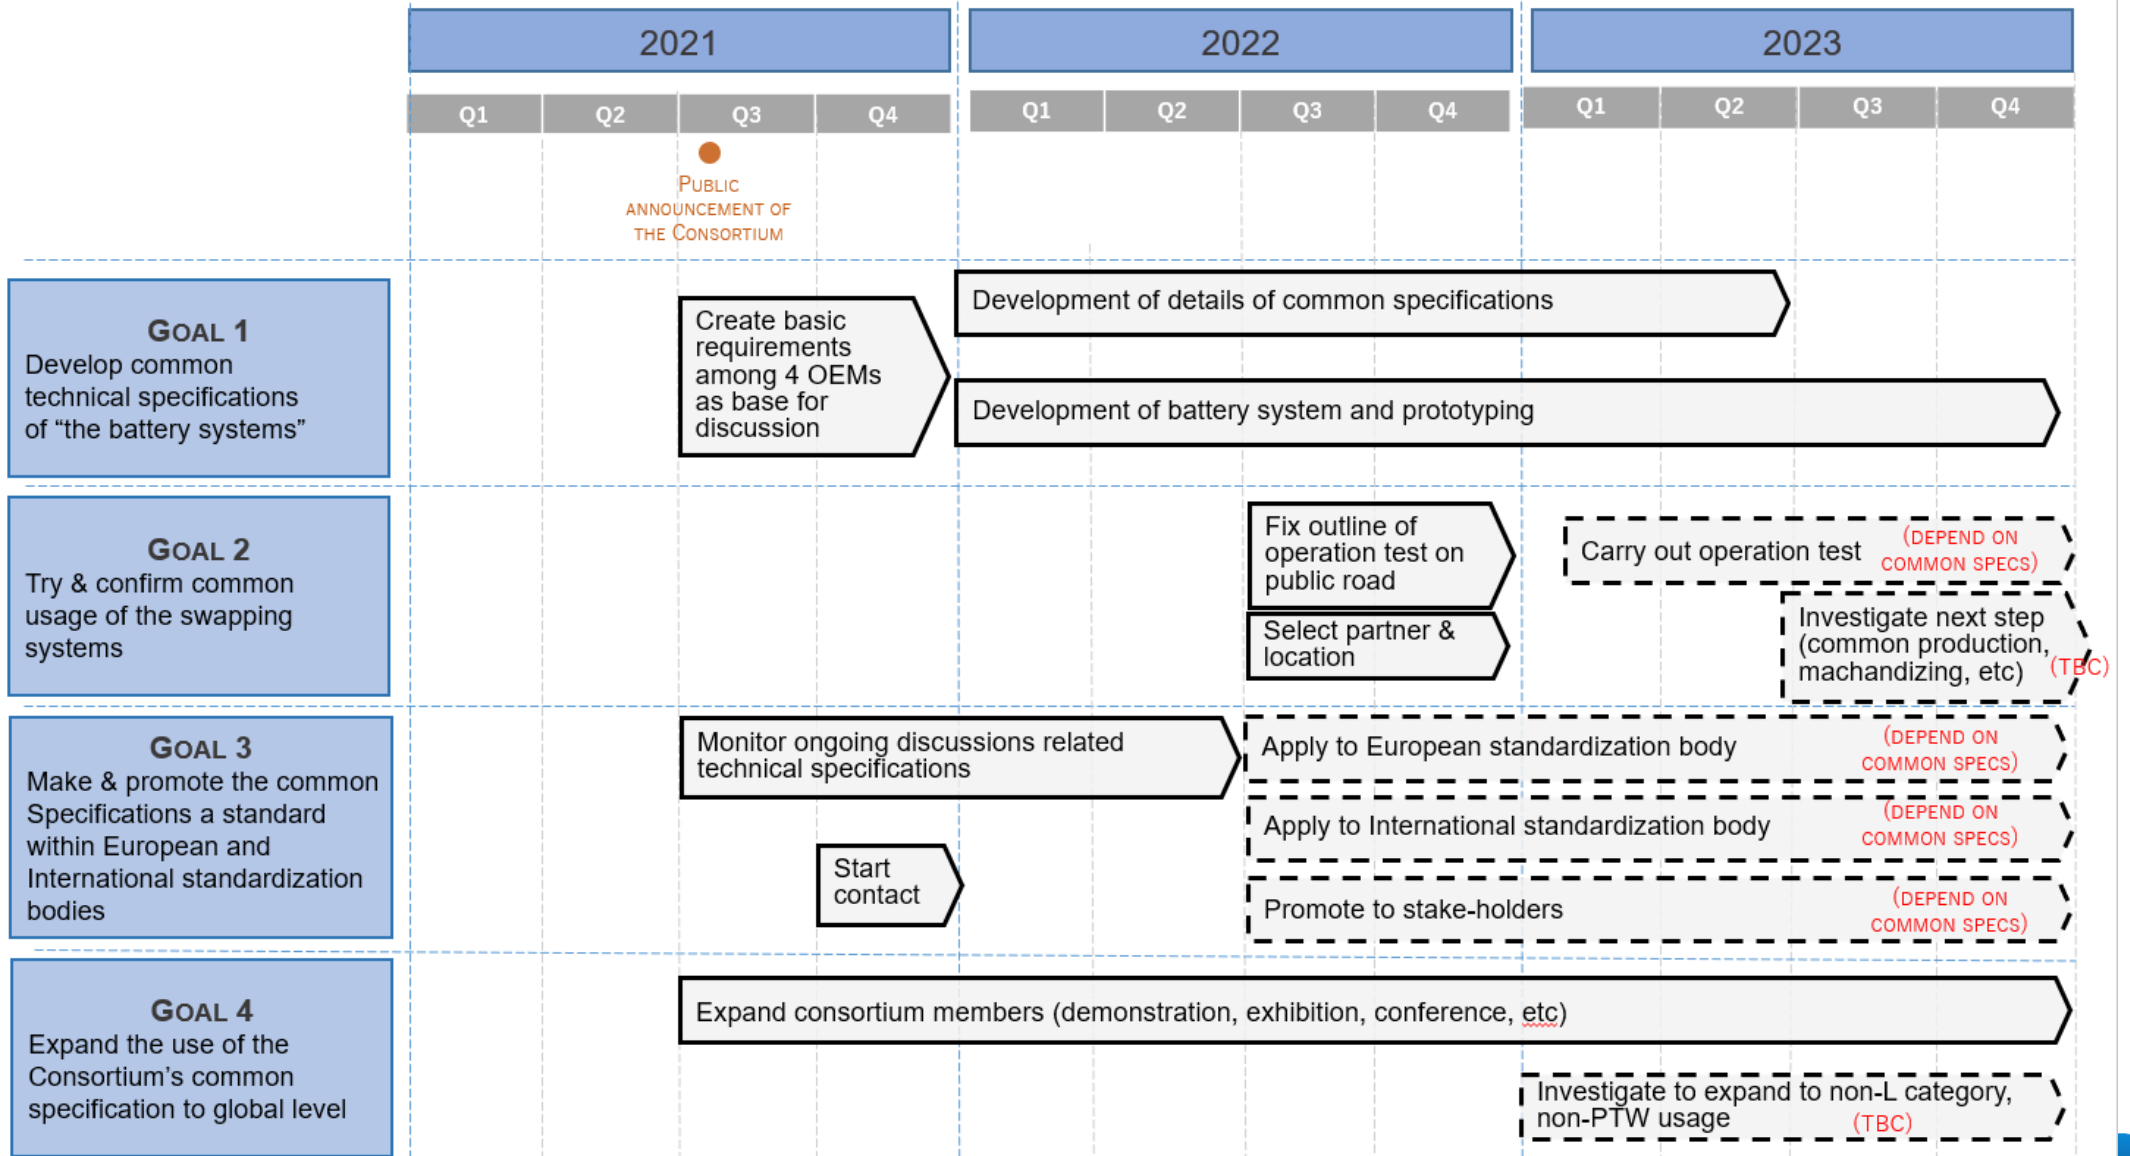 2021
2022
2023
Q1
Q2
Q3
Q4
Q1
Q2
Q3
Q4
Q1
Q2
Q3
Q4
Public
announcement of
the Consortium
Goal 1
Develop common
technical specifications
of “the battery systems”
Create basic
requirements
among 4 OEMs
as base for
discussion
Development of details of common specifications
Development of battery system and prototyping
Goal 2
Try & confirm common
usage of the swapping
systems
Fix outline of
operation test on
public road
Select partner &
location
Carry out operation test
(depend on
common specs)
Investigate next step
(common production,
machandizing, etc)
(TBC)
Goal 3
Make & promote the common
Specifications a standard
within European and
International standardization
bodies
Monitor ongoing discussions related
technical specifications
Start
contact
Apply to European standardization body
(depend on
common specs)
Apply to International standardization body
(depend on
common specs)
Promote to stake-holders
(depend on
common specs)
Goal 4
Expand the use of the
Consortium’s common
specification to global level
Expand consortium members (demonstration, exhibition, conference, etc)
Investigate to expand to non-L category,
non-PTW usage
(TBC)